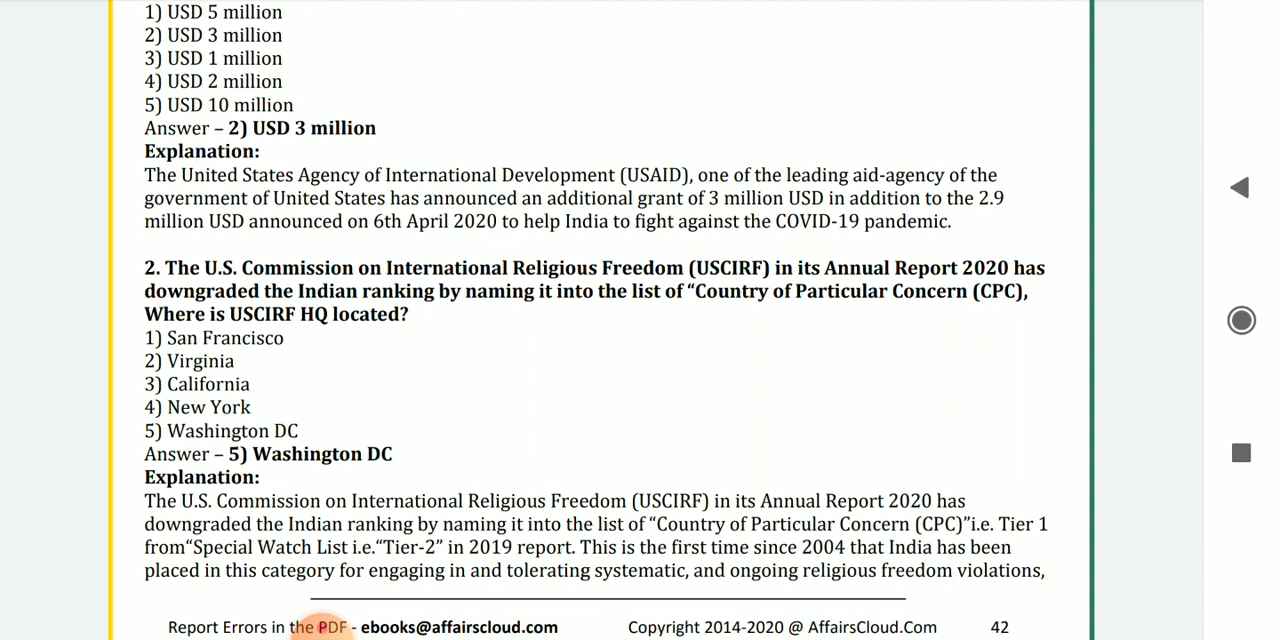 1) USD 5 million
2) USD 3 million
3) USD 1 million
4) USD 2 million
5) USD 10 million
Answer – 2) USD 3 million
Explanation:
The United States Agency of International Development (USAID), one of the leading aid-agency of the
government of United States has announced an additional grant of 3 million USD in addition to the 2.9
million USD announced on 6th April 2020 to help India to fight against the COVID-19 pandemic.
2. The U.S. Commission on International Religious Freedom (USCIRF) in its Annual Report 2020 has
downgraded the Indian ranking by naming it into the list of “Country of Particular Concern (CPC),
Where is USCIRF HQ located?
1) San Francisco
2) Virginia
3) California
4) New York
5) Washington DC
Answer – 5) Washington DC
Explanation:
The U.S. Commission on International Religious Freedom (USCIRF) in its Annual Report 2020 has
downgraded the Indian ranking by naming it into the list of “Country of Particular Concern (CPC)”i.e. Tier 1
from“Special Watch List i.e.“Tier-2” in 2019 report. This is the first time since 2004 that India has been
placed in this category for engaging in and tolerating systematic, and ongoing religious freedom violations,
Report Errors in the PDF - ebooks@affairscloud.com Copyright 2014-2020 @ AffairsCloud.Com 42